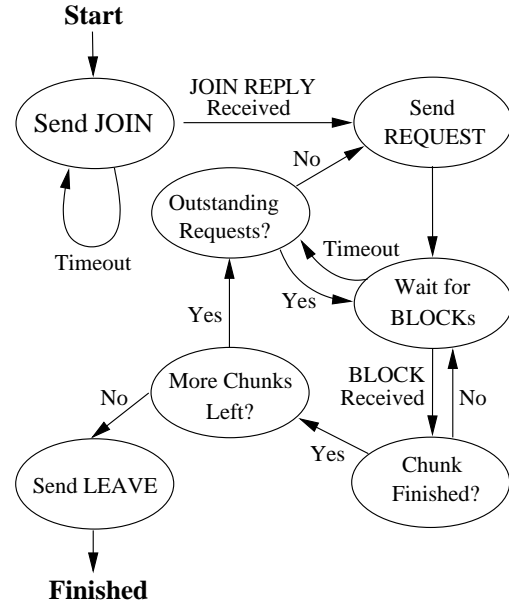 Start
Send JOIN
JOIN REPLY
Received
Send
REQUEST
Timeout
No
Outstanding
Requests?
Timeout
Yes
Wait for
BLOCKs
Yes
BLOCK
Received
No
More Chunks
Left?
No
Yes
Chunk
Finished?
Send LEAVE
Finished